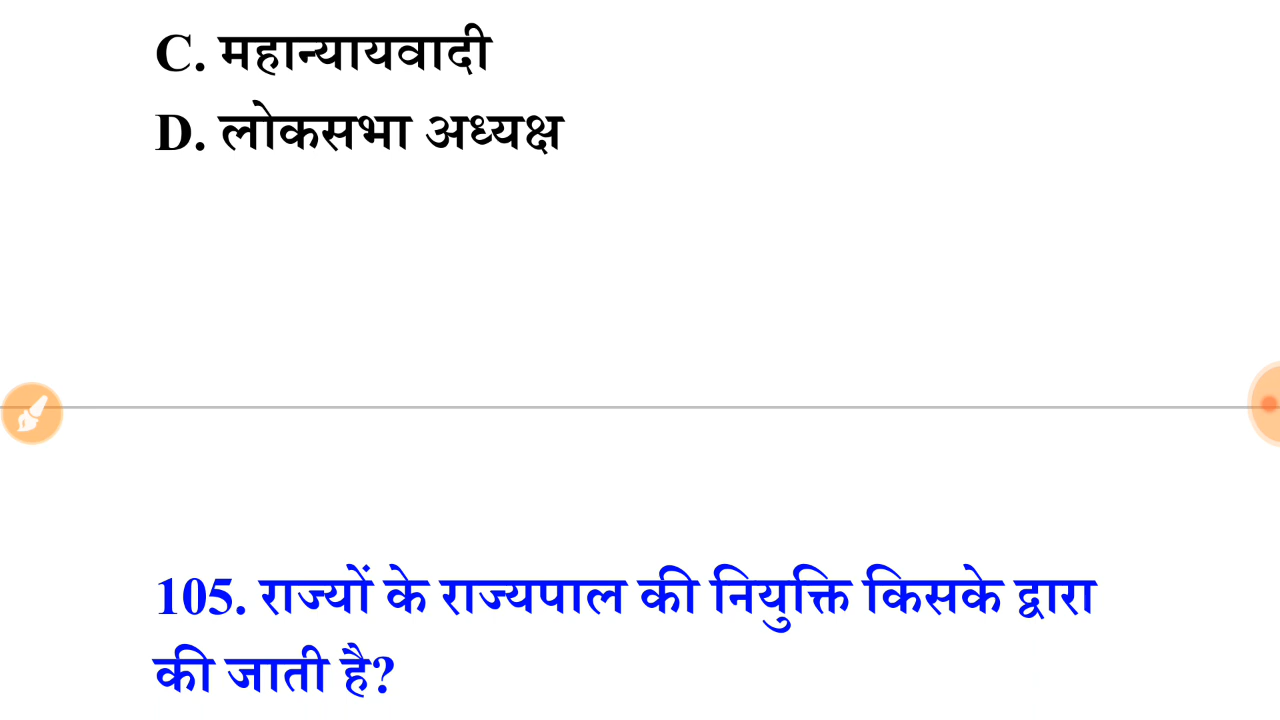 C. महान्यायवादी
D. लोकसभा अध्यक्ष
105. राज्यों के राज्यपाल की नियुक्ति किसके द्वारा
की जाती है?